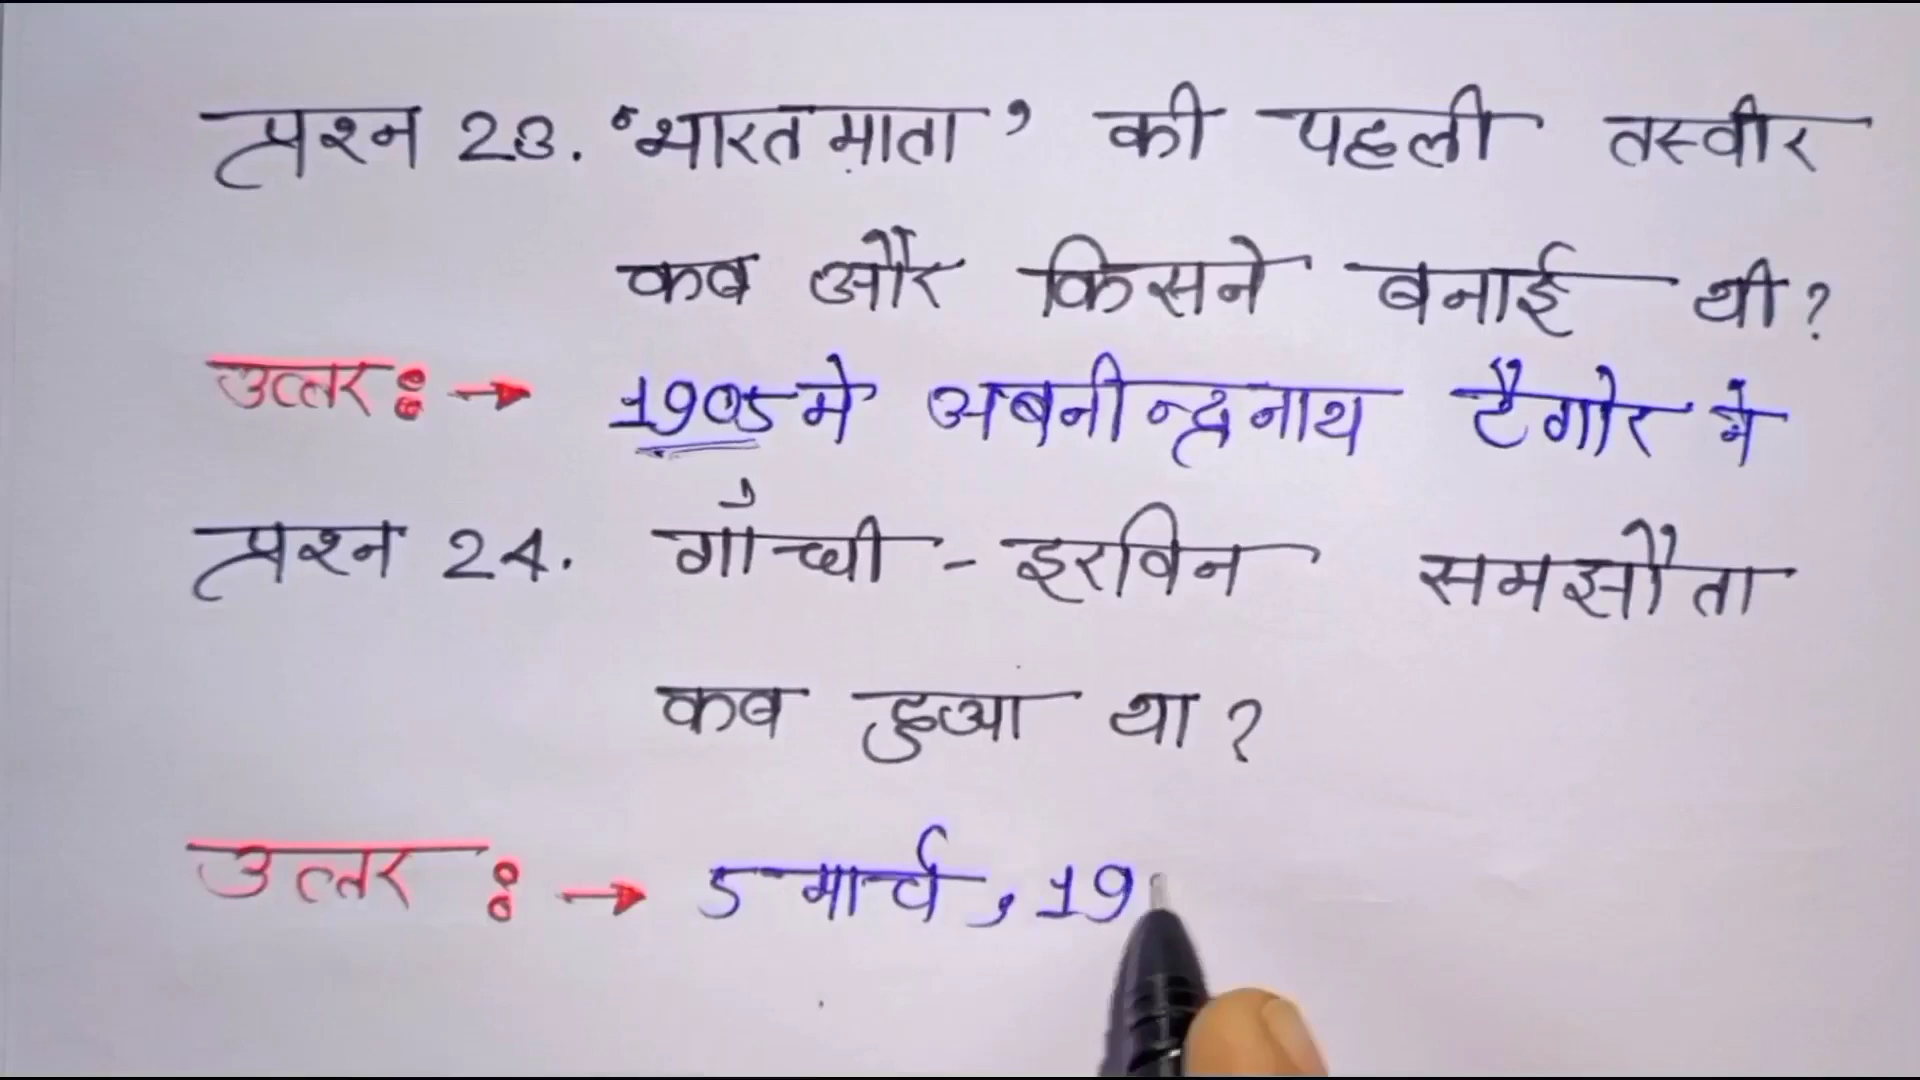 प्रश्न 23. 'भारत माता' की पहली तस्वीर
कब और किसने बनाई थी?
उत्तर : → 1905 मे अबनीन्द्रनाथ टैगोर ने
प्रश्न 24. गाँन्धी - इरविन समझौता
कब हुआ था?
उत्तर : → 5 मार्च, 19